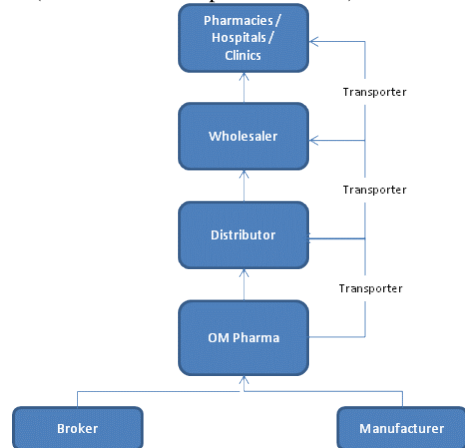 Pharmacies /
Hospitals /
Clinics
Transporter
Wholesaler
Transporter
Distributor
Transporter
OM Pharma
Broker
Manufacturer